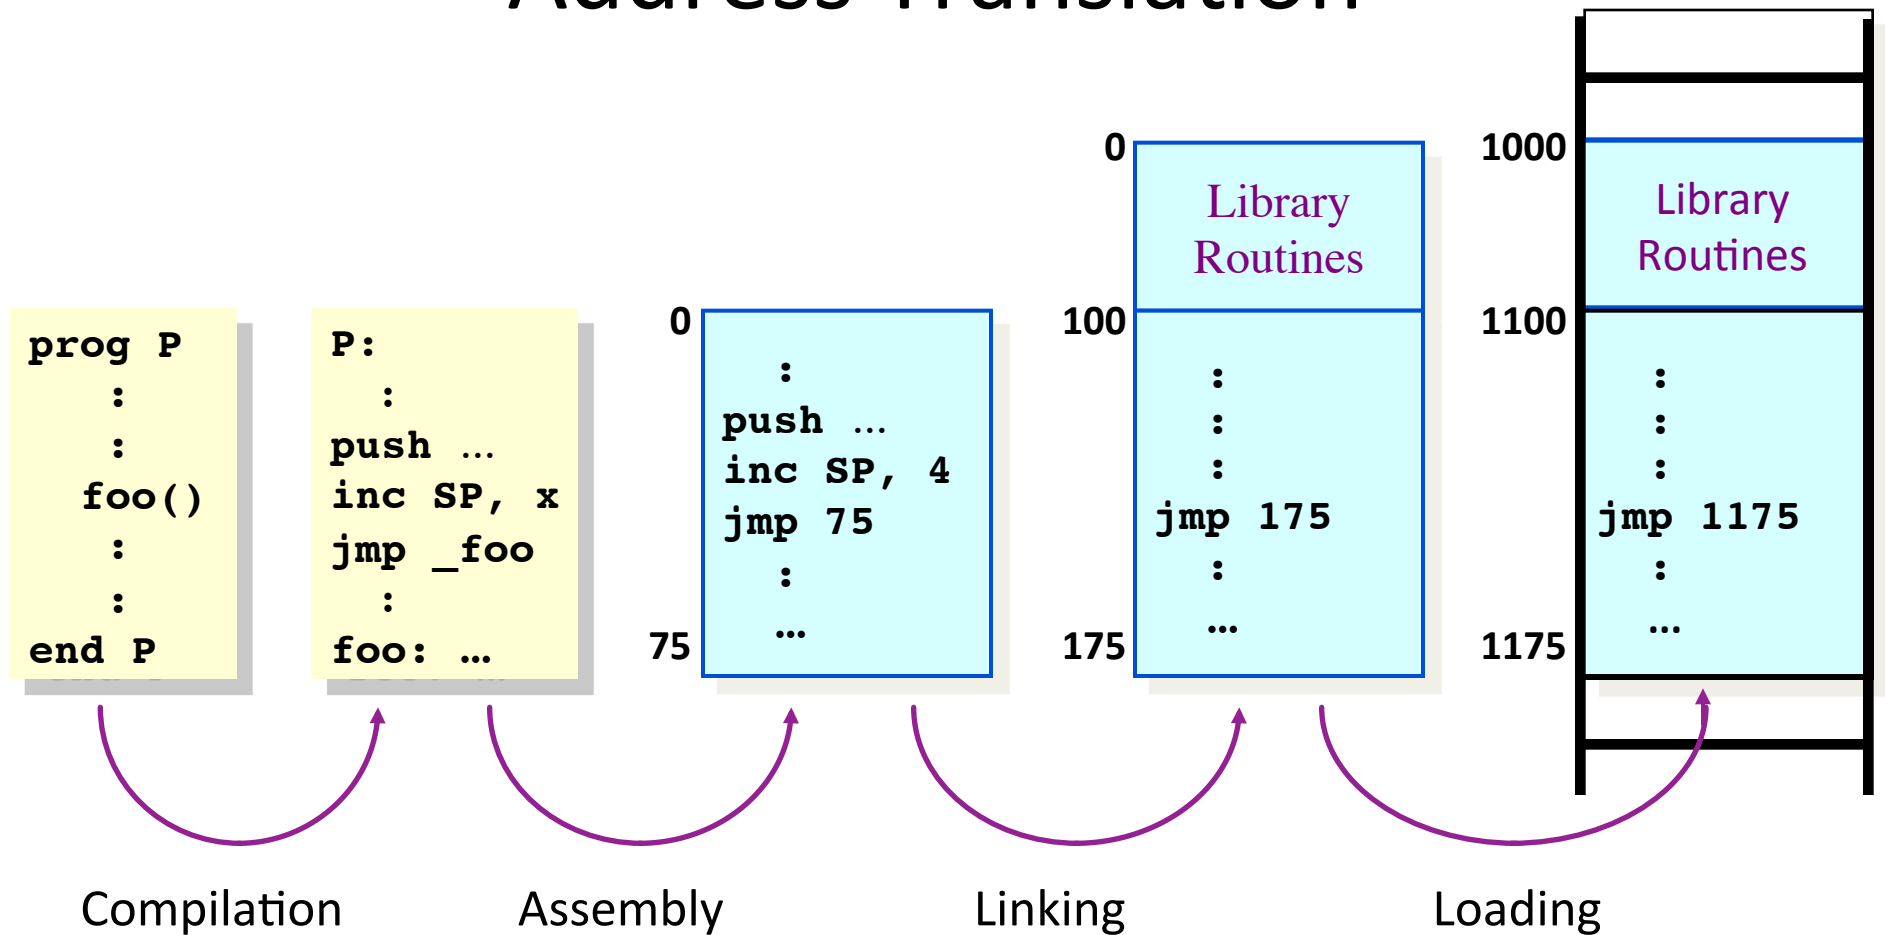 Address Translation
prog P
:
:
foo()
:
:
end P
P:
:
push …
inc SP, x
jmp _foo
:
foo: …
0
:
push …
inc SP, 4
jmp 75
:
…
75
0
Library
Routines
100
:
:
:
jmp 175
:
…
175
1000
Library
Routines
1100
:
:
:
jmp 1175
:
…
1175
Compilation
Assembly
Linking
Loading